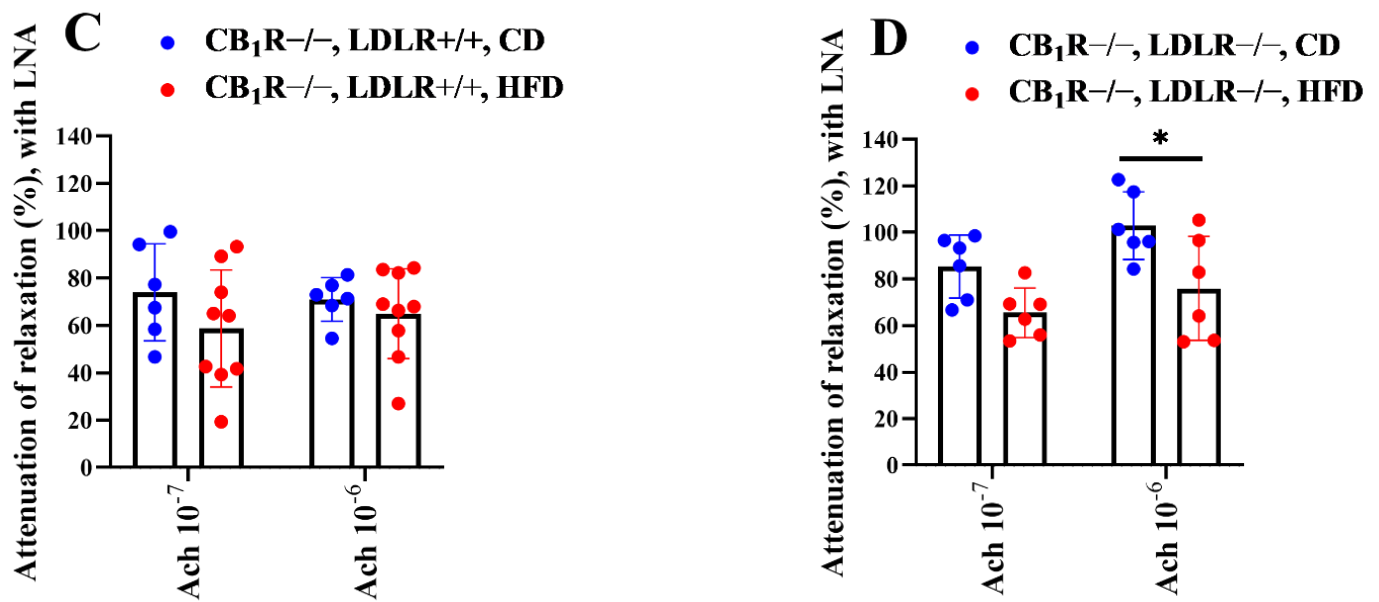 C
CB₁R−/−, LDLR+/+, CD
CB₁R−/−, LDLR+/+, HFD
Attenuation of relaxation (%), with LNA
140
120
100
80
60
40
20
0
Ach 10⁻⁷
Ach 10⁻⁶
D
CB₁R−/−, LDLR−/−, CD
CB₁R−/−, LDLR−/−, HFD
Attenuation of relaxation (%), with LNA
140
120
100
80
60
40
20
0
*
Ach 10⁻⁷
Ach 10⁻⁶